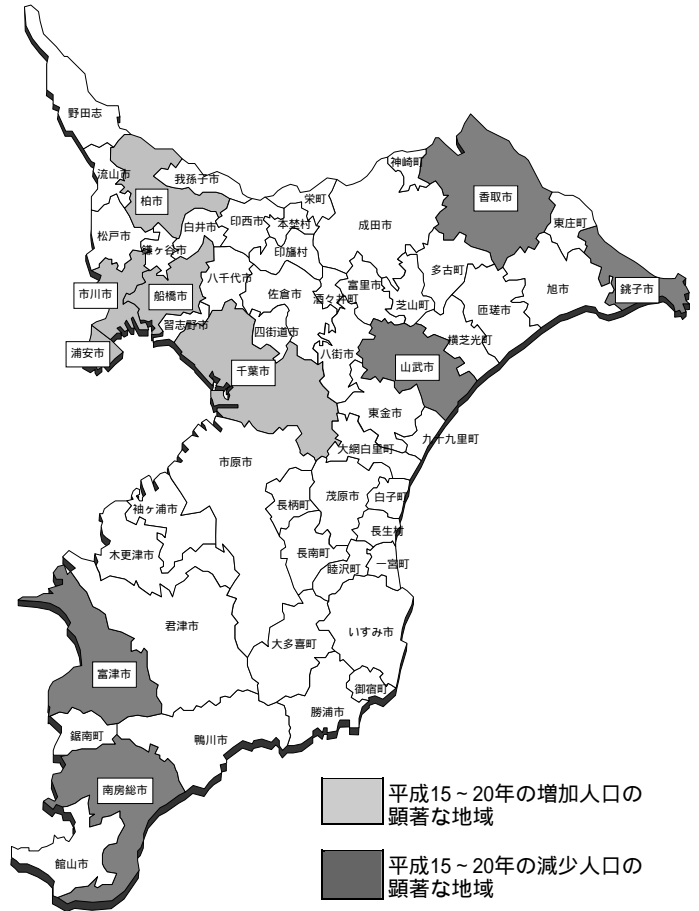 野田志
流山市
我孫子市
柏市
神崎町
香取市
栄町
白井市
印西市
本埜村
成田市
東庄町
松戸市
鎌ヶ谷市
印旛村
八千代市
多古町
市川市
船橋市
佐倉市
酒々井町
富里市
芝山町
匝瑳市
旭市
銚子市
習志野市
四街道市
浦安市
千葉市
八街市
山武市
横芝光町
東金市
九十九里町
大網白里町
市原市
長柄町
茂原市
白子町
袖ヶ浦市
長生村
木更津市
長南町
睦沢町
一宮町
君津市
大多喜町
いすみ市
富津市
御宿町
勝浦市
鋸南町
鴨川市
南房総市
館山市
平成15~20年の増加人口の
顕著な地域
平成15~20年の減少人口の
顕著な地域